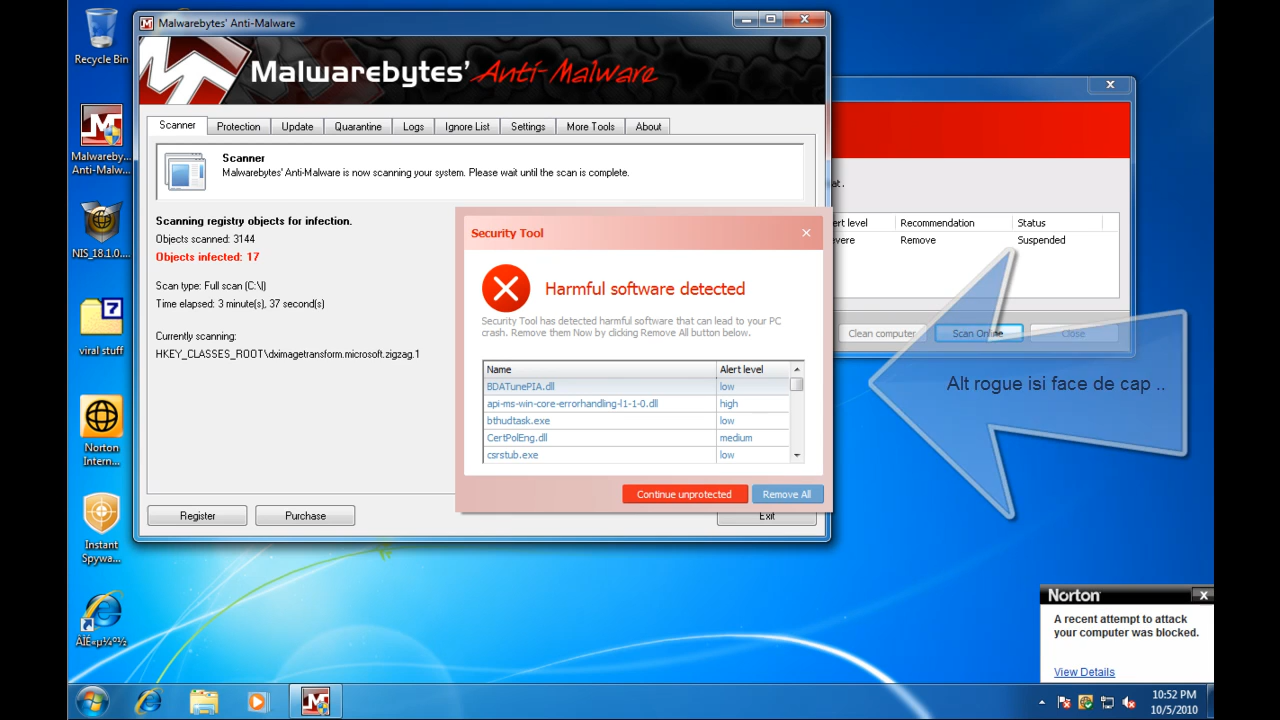 Recycle Bin
Malwareby...
Anti-Malw...
NIS_18.1.0....
7
viral stuff
Norton
Intern...
Instant
Spywa...
Malwarebytes' Anti-Malware
Malwarebytes' Anti-Malware
Scanner
Protection
Update
Quarantine
Logs
Ignore List
Settings
More Tools
About
Scanner
Malwarebytes' Anti-Malware is now scanning your system. Please wait until the scan is complete.
Scanning registry objects for infection.
Objects scanned: 3144
Objects infected: 17
Scan type: Full scan (C:\|)
Time elapsed: 3 minute(s), 37 second(s)
Currently scanning:
HKEY_CLASSES_ROOT\dximagetransform.microsoft.zigzag.1
Register
Purchase
Exit
Security Tool
Harmful software detected
Security Tool has detected harmful software that can lead to your PC
crash. Remove them Now by clicking Remove All button below.
Name Alert level
BDATunePIA.dll low
api-ms-win-core-errorhandling-l1-1-0.dll high
bthudtask.exe low
CertPolEng.dll medium
csrstub.exe low
Continue unprotected
Remove All
at.
ert level Recommendation Status
vere Remove Suspended
Clean computer
Scan Online
Close
Alt rogue isi face de cap ..
Norton
A recent attempt to attack
your computer was blocked.
View Details
10:52 PM
10/5/2010